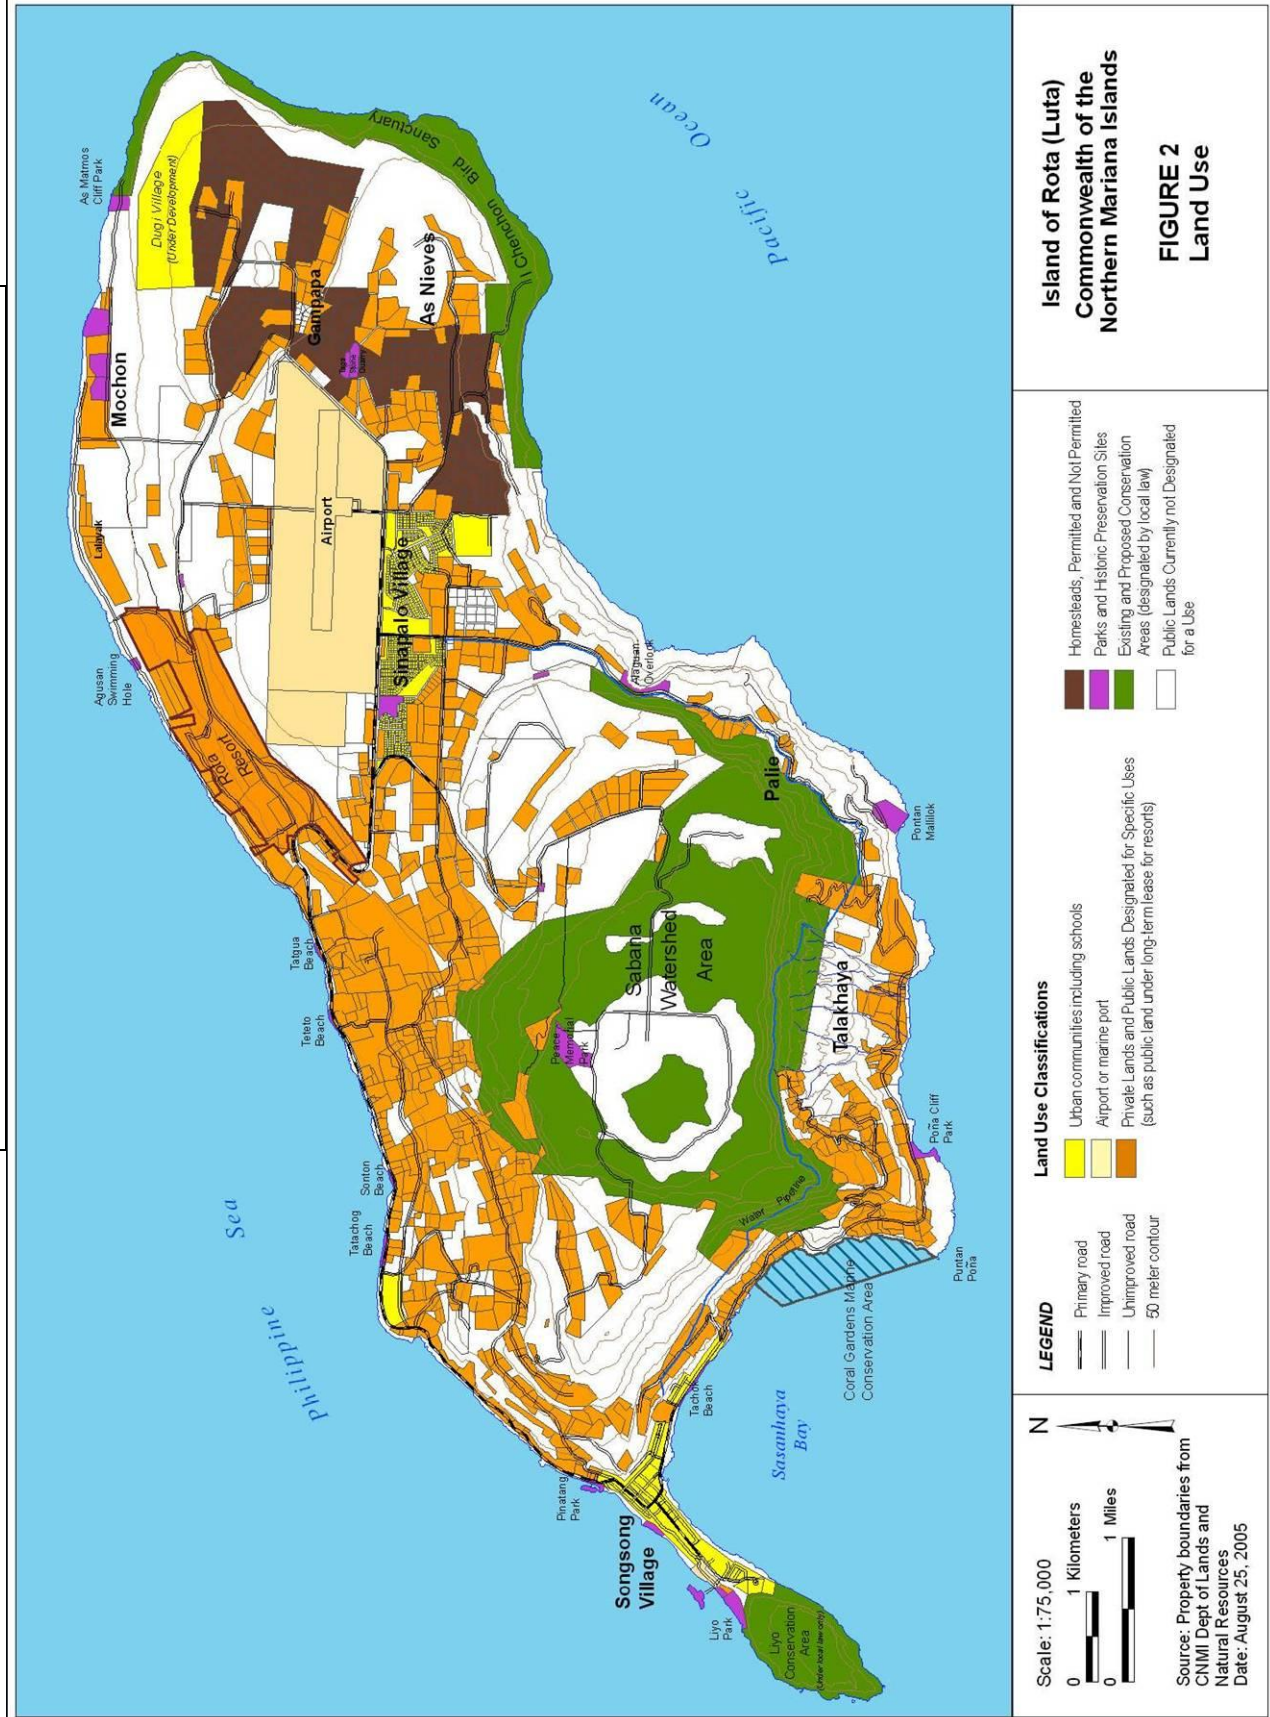 As Matmos
Cliff Park
Dugi Village
(Under Development)
Mochon
Lalayak
Agusan
Swimming
Hole
Rota
Resort
Airport
Sinapalo Village
Gampapa
Taga
Stone
Quarry
As Nieves
I Chenchon
Bird
Sanctuary
Pacific
Ocean
Alaguan
Overlook
Palie
Pontan
Malilok
Tatgua
Beach
Teteto
Beach
Sonton
Beach
Tatachog
Beach
Philippine
Sea
Peace
Memorial
Park
Sabana
Watershed
Area
Talakhaya
Water Pipeline
Poña Cliff
Park
Puntan
Poña
Coral Gardens Marine
Conservation Area
Sasanhaya
Bay
Tachok
Beach
Pinatang
Park
Songsong
Village
Liyo
Park
Liyo
Conservation
Area
(Under local law only)
Scale: 1:75,000
N
0 1 Kilometers
0 1 Miles
Source: Property boundaries from
CNMI Dept of Lands and
Natural Resources
Date: August 25, 2005
LEGEND
Primary road
Improved road
Unimproved road
50 meter contour
Land Use Classifications
Urban communities including schools
Airport or marine port
Private Lands and Public Lands Designated for Specific Uses
(such as public land under long-term lease for resorts)
Homesteads, Permitted and Not Permitted
Parks and Historic Preservation Sites
Existing and Proposed Conservation
Areas (designated by local law)
Public Lands Currently not Designated
for a Use
Island of Rota (Luta)
Commonwealth of the
Northern Mariana Islands
FIGURE 2
Land Use